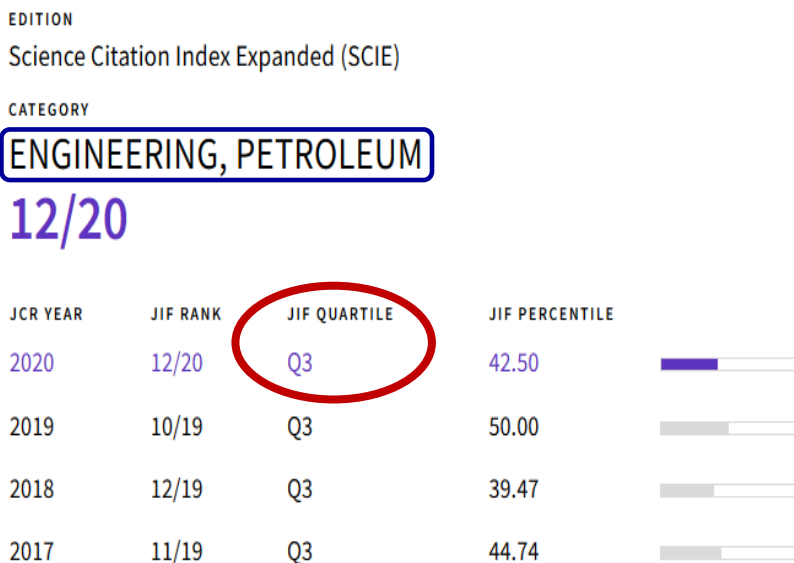 EDITION
Science Citation Index Expanded (SCIE)
CATEGORY
ENGINEERING, PETROLEUM
12/20
JCR YEAR JIF RANK JIF QUARTILE JIF PERCENTILE
2020 12/20 Q3 42.50
2019 10/19 Q3 50.00
2018 12/19 Q3 39.47
2017 11/19 Q3 44.74